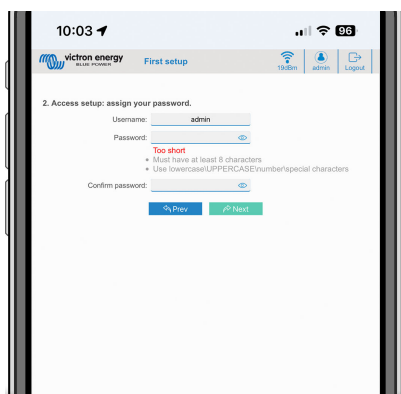 10:03
96
victron energy
BLUE POWER
First setup
19dBm
admin
Logout
2. Access setup: assign your password.
Username: admin
Password:
Too short
Must have at least 8 characters
Use lowercase\UPPERCASE\number\special characters
Confirm password:
Prev
Next